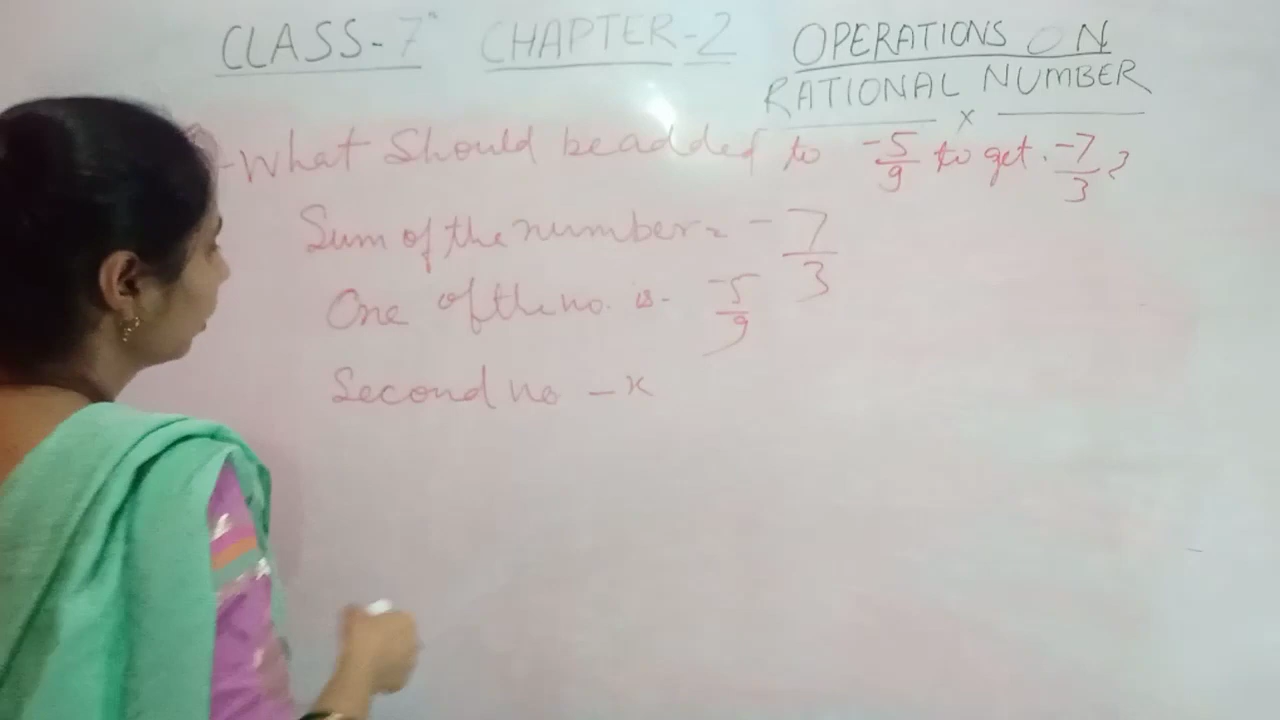 CLASS-7th CHAPTER-2 OPERATIONS ON
RATIONAL NUMBER
x
What Should be added to -5/9 to get -7/3?
Sum of the number = -7/3
One of the no. is - -5/9
Second no - x